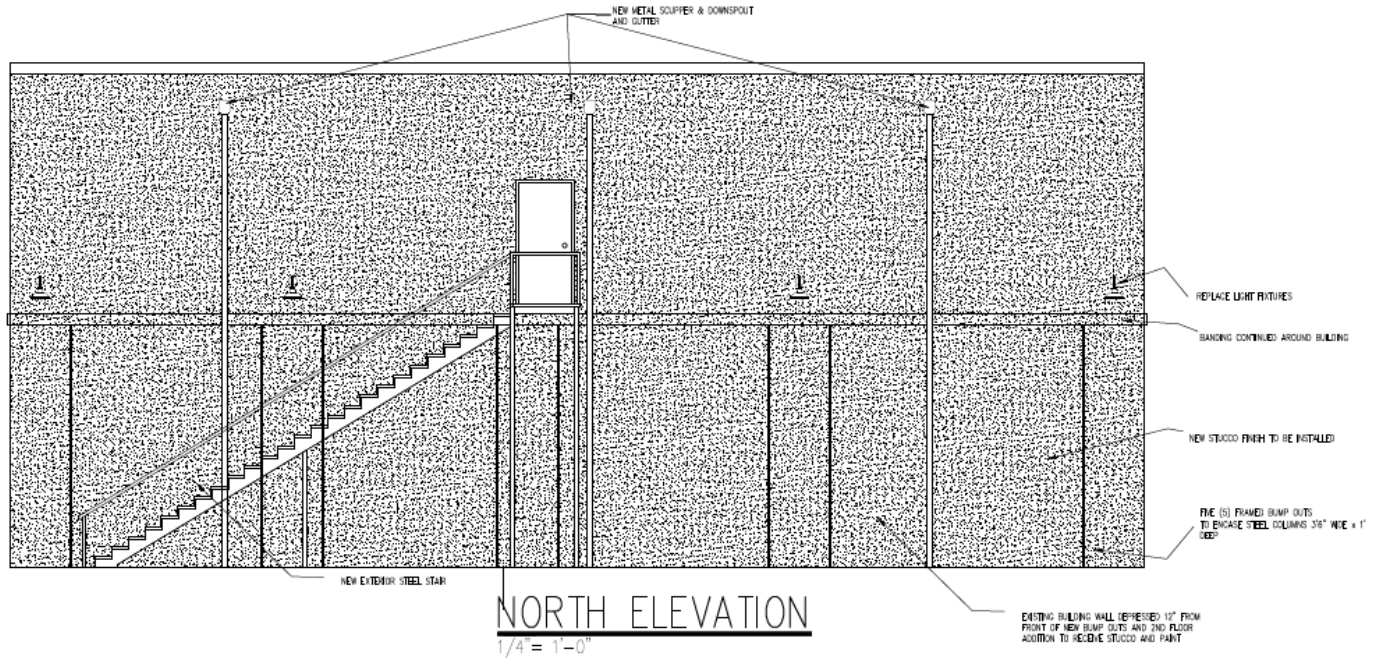 NEW METAL SCUPPER & DOWNSPOUT
AND GUTTER
REPLACE LIGHT FIXTURES
BANDING CONTINUED AROUND BUILDING
NEW STUCCO FINISH TO BE INSTALLED
FIVE (5) FRAMED BUMP OUTS
TO ENCASE STEEL COLUMNS 3'6" WIDE x 1'
DEEP
NEW EXTERIOR STEEL STAIR
EXISTING BUILDING WALL DEPRESSED 12" FROM
FRONT OF NEW BUMP OUTS AND 2ND FLOOR
ADDITION TO RECEIVE STUCCO AND PAINT
NORTH ELEVATION
1/4"= 1'-0"